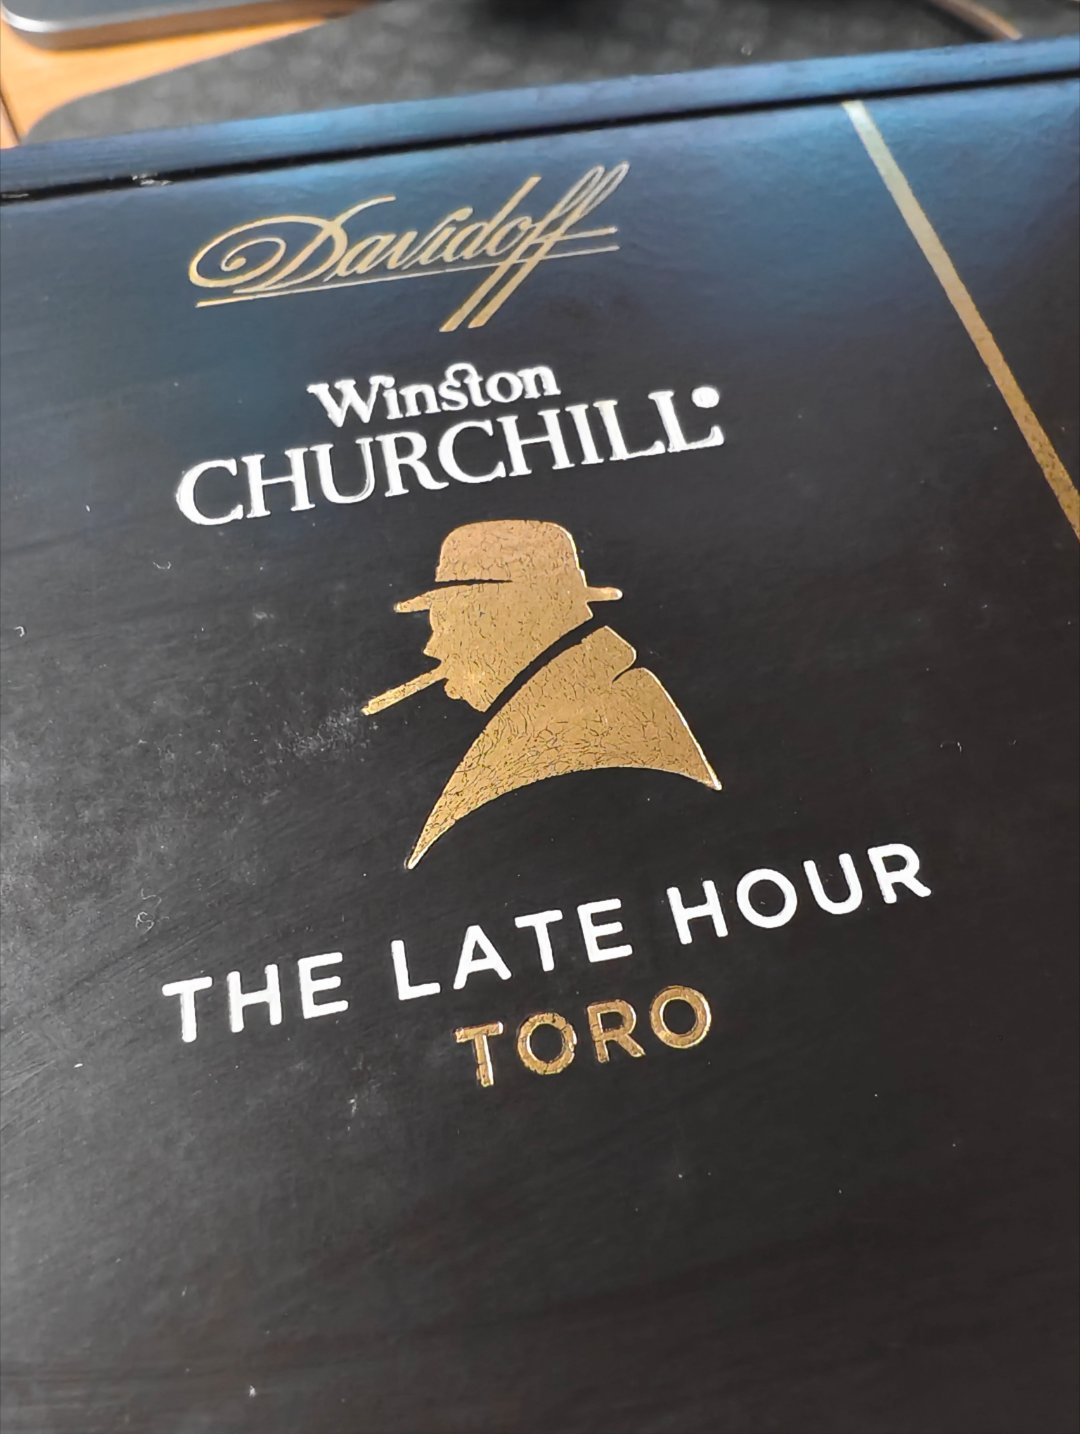 Davidoff
Winston
CHURCHILL
THE LATE HOUR
TORO